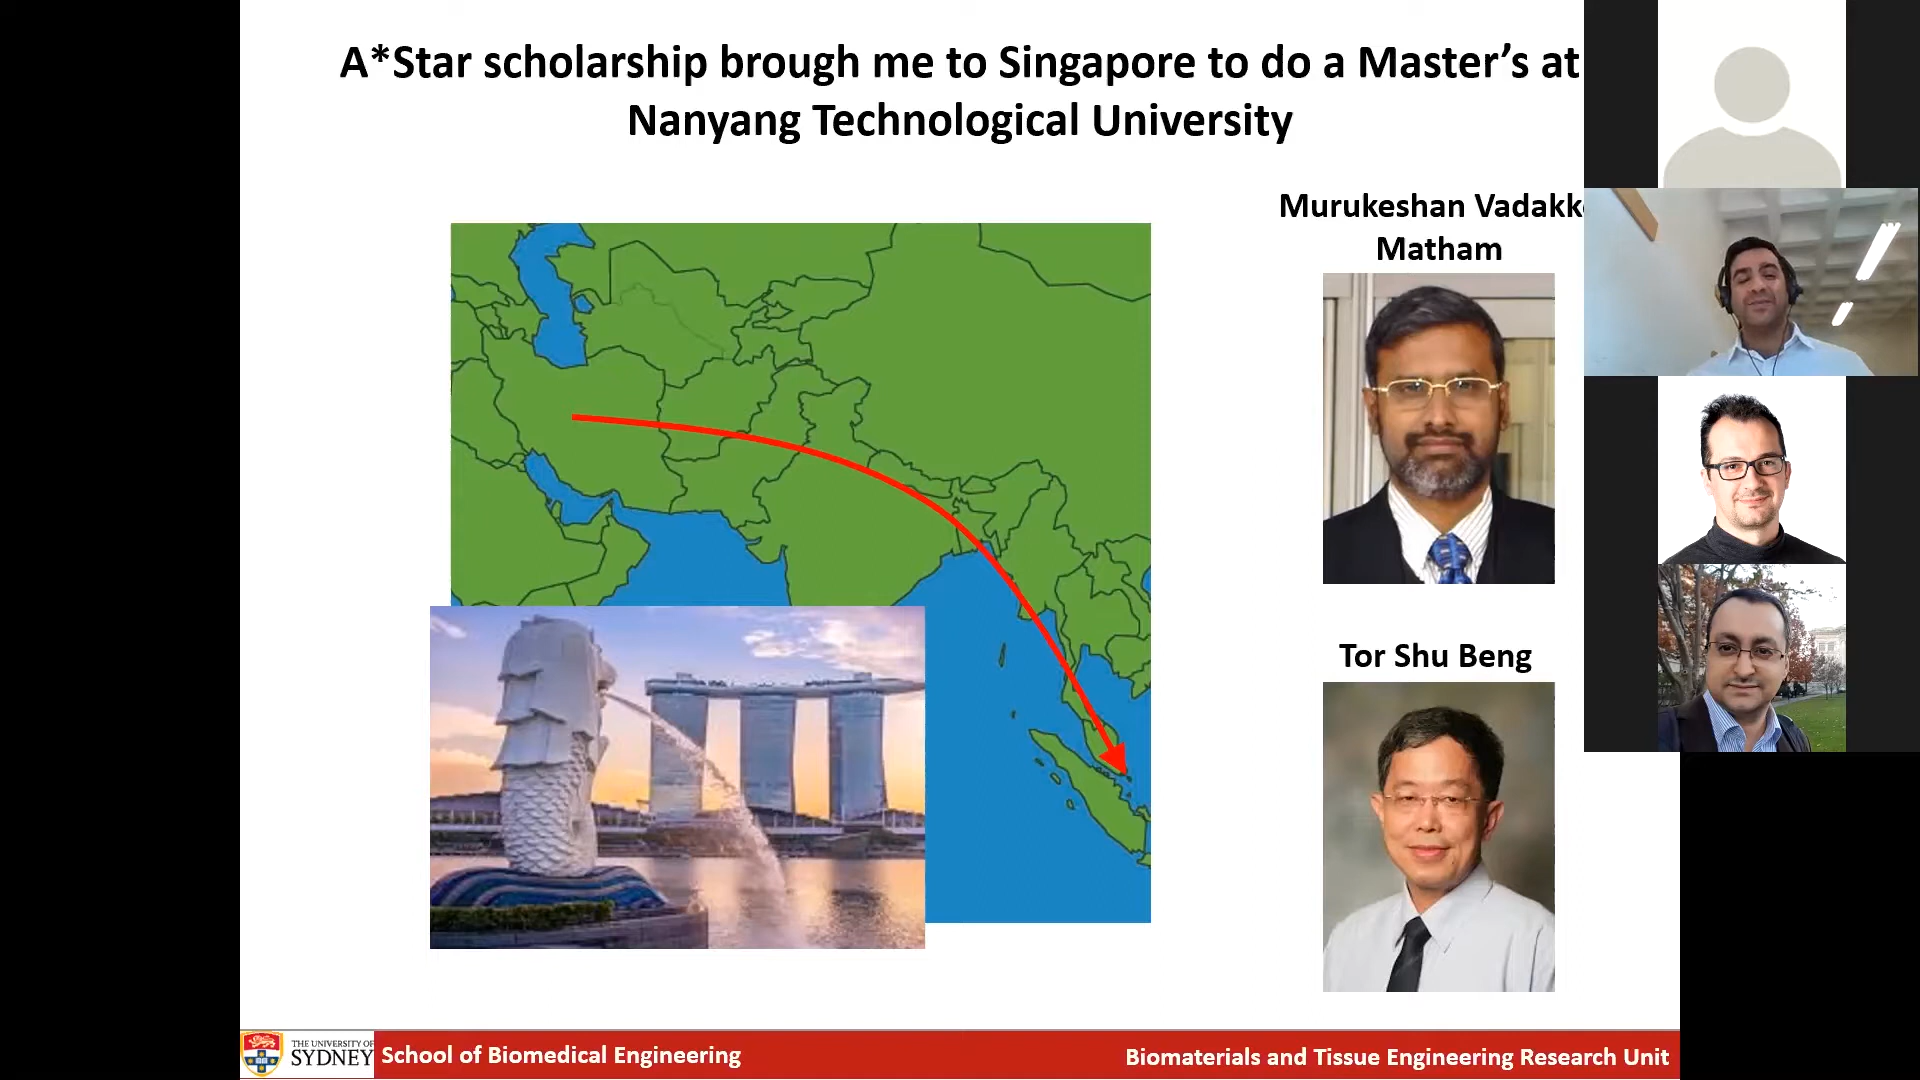 A*Star scholarship brough me to Singapore to do a Master’s at
Nanyang Technological University
Murukeshan Vadakk
Matham
Tor Shu Beng
THE UNIVERSITY OF
SYDNEY
School of Biomedical Engineering
Biomaterials and Tissue Engineering Research Unit